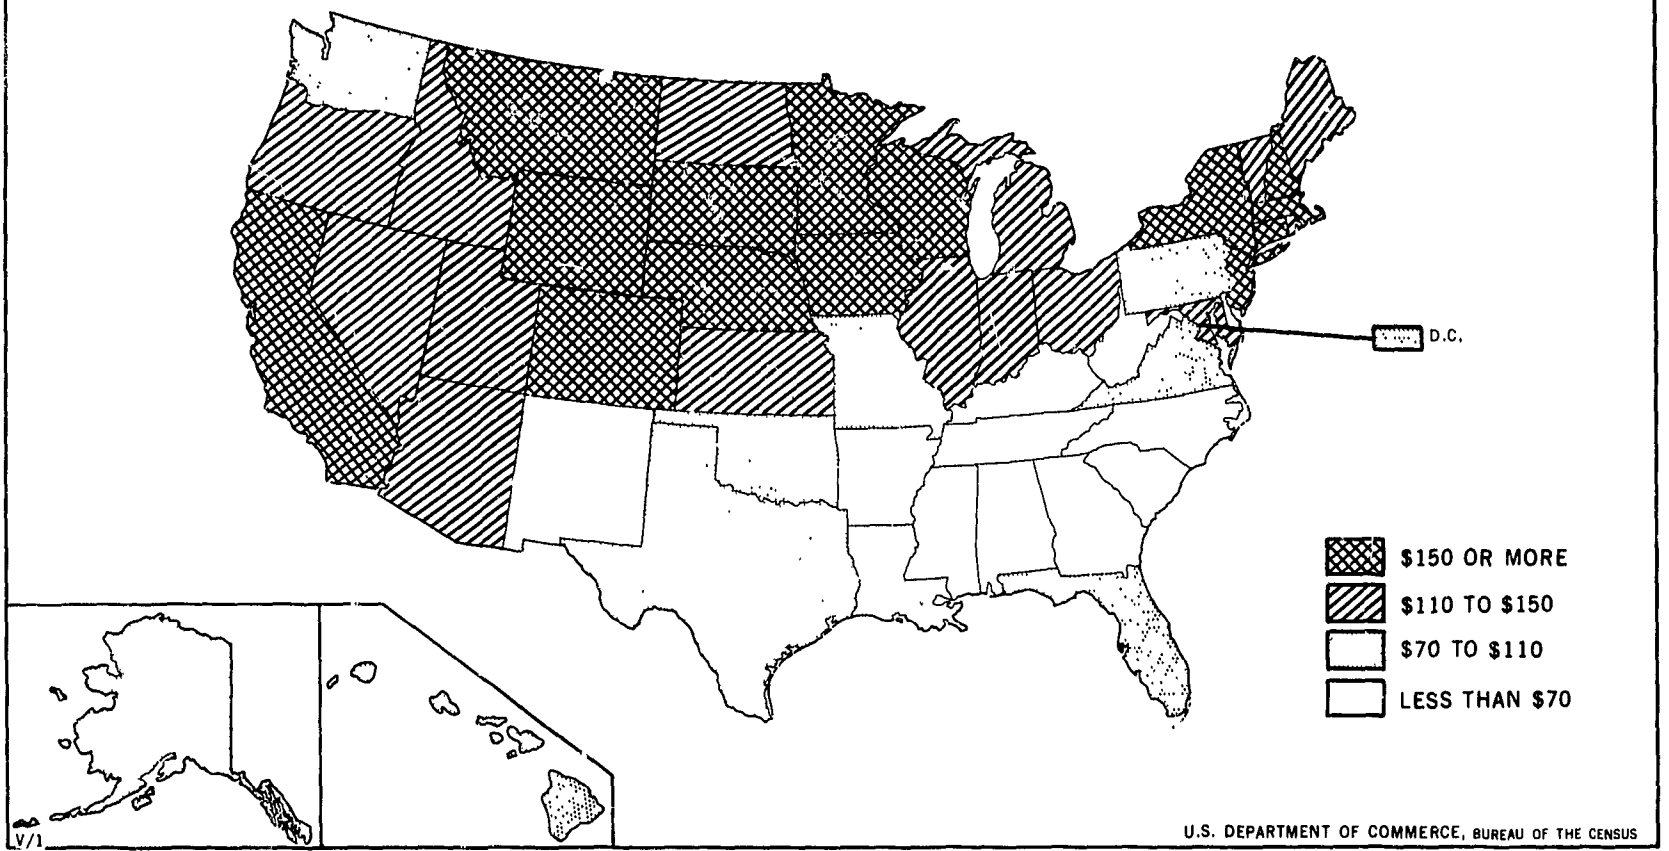 D.C.
$150 OR MORE
$110 TO $150
$70 TO $110
LESS THAN $70
V/1
U.S. DEPARTMENT OF COMMERCE, BUREAU OF THE CENSUS